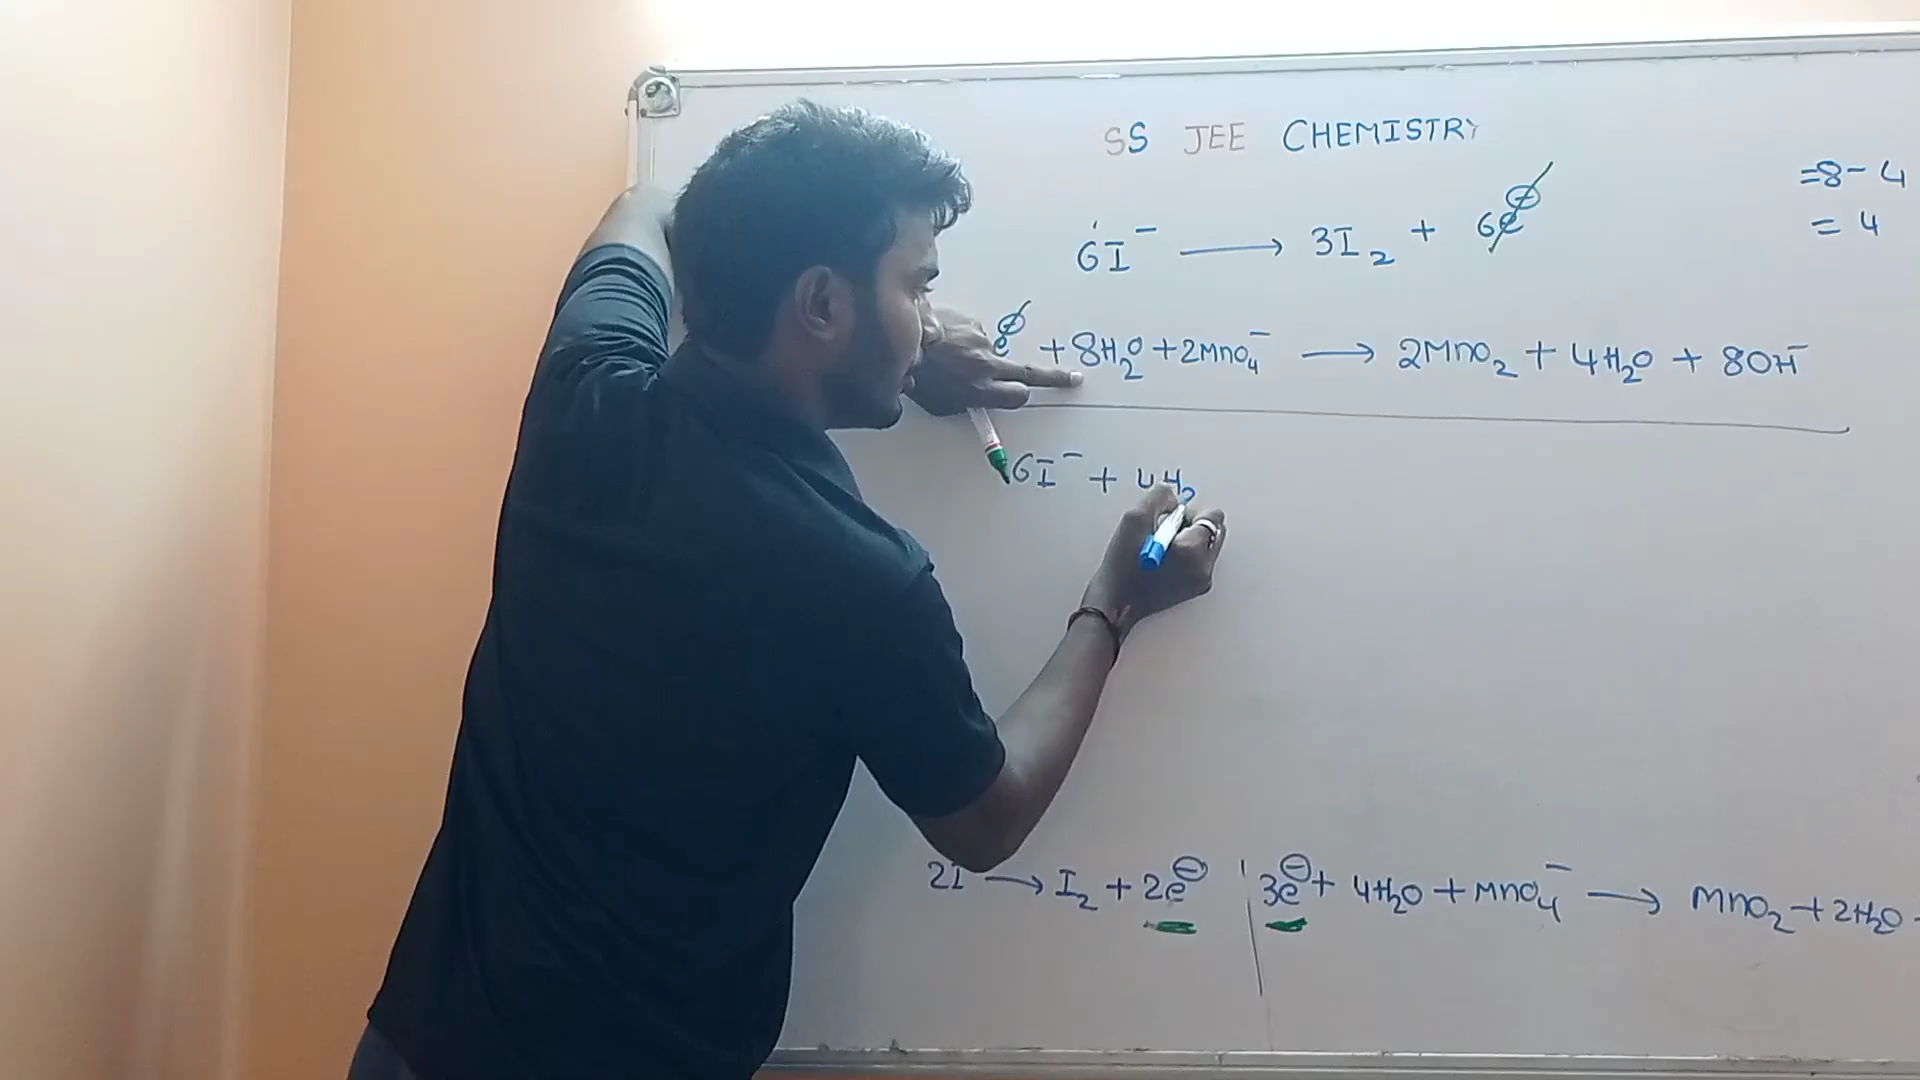 SS JEE CHEMISTRY
=8-4
= 4
6I⁻ ⟶ 3I₂ + 6e⁻
e⁻ + 8H₂O + 2MnO₄⁻ ⟶ 2MnO₂ + 4H₂O + 8OH⁻
6I⁻ + 4H₂
2I ⟶ I₂ + 2e⁻ | 3e⁻ + 4H₂O + MnO₄⁻ ⟶ MnO₂ + 2H₂O